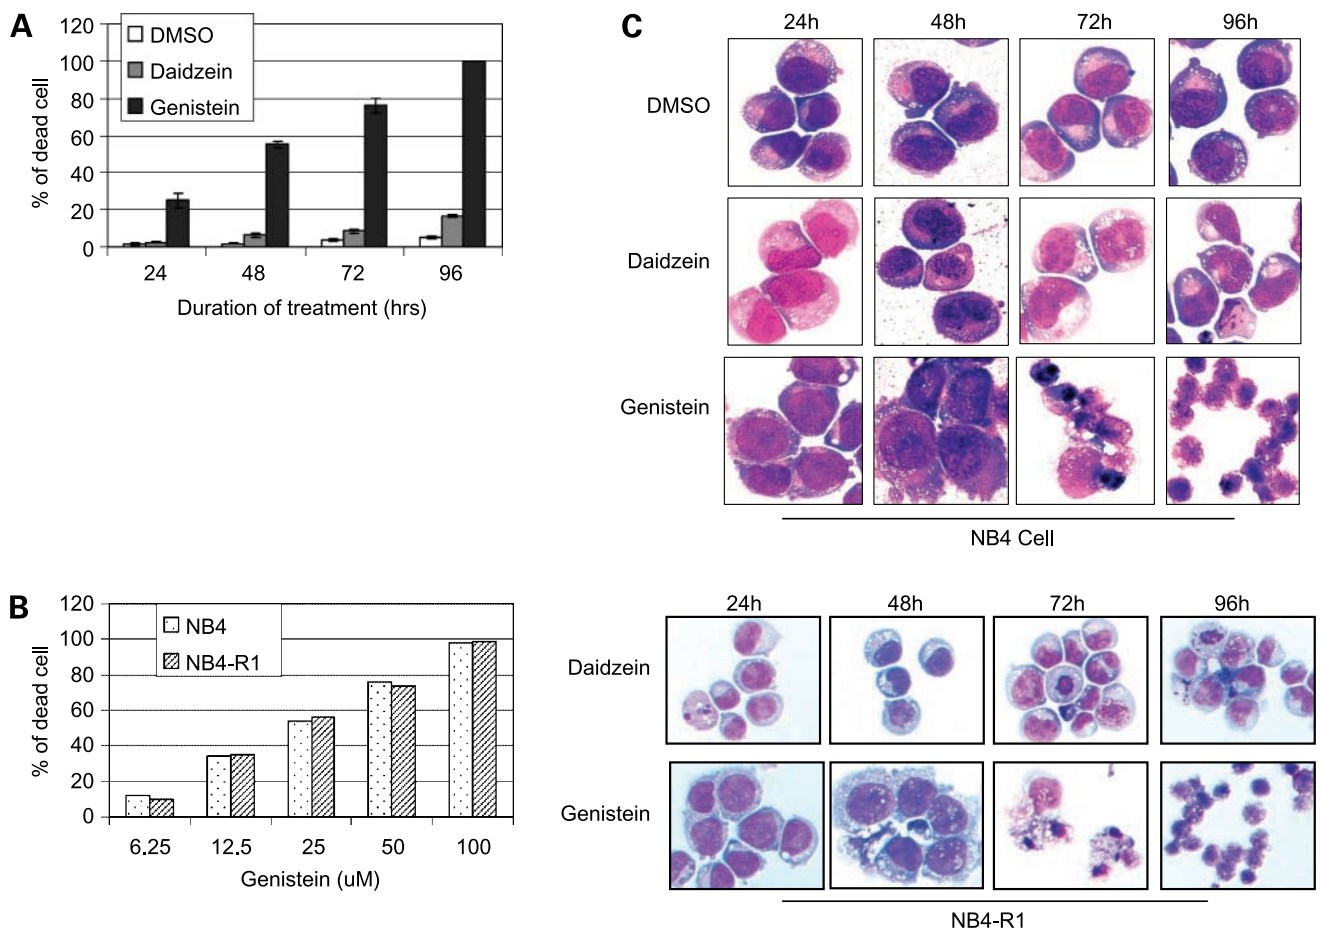 A
120
100
80
60
40
20
0
% of dead cell
DMSO
Daidzein
Genistein
24 48 72 96
Duration of treatment (hrs)
B
120
100
80
60
40
20
0
% of dead cell
NB4
NB4-R1
6.25 12.5 25 50 100
Genistein (uM)
C
24h 48h 72h 96h
DMSO
Daidzein
Genistein
NB4 Cell
24h 48h 72h 96h
Daidzein
Genistein
NB4-R1